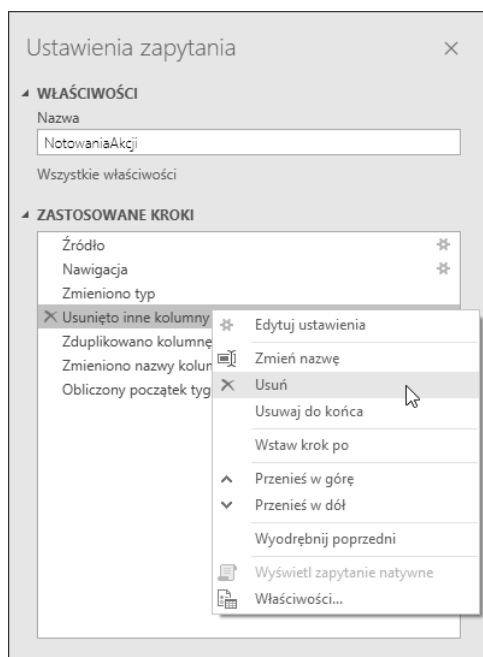 Ustawienia zapytania
WŁAŚCIWOŚCI
Nazwa
NotowaniaAkcji
Wszystkie właściwości
ZASTOSOWANE KROKI
Źródło
Nawigacja
Zmieniono typ
Usunięto inne kolumny
Zduplikowano kolumnę
Zmieniono nazwy kolun
Obliczony początek tyg
Edytuj ustawienia
Zmień nazwę
Usuń
Usuwaj do końca
Wstaw krok po
Przenieś w górę
Przenieś w dół
Wyodrębnij poprzedni
Wyświetl zapytanie natywne
Właściwości...